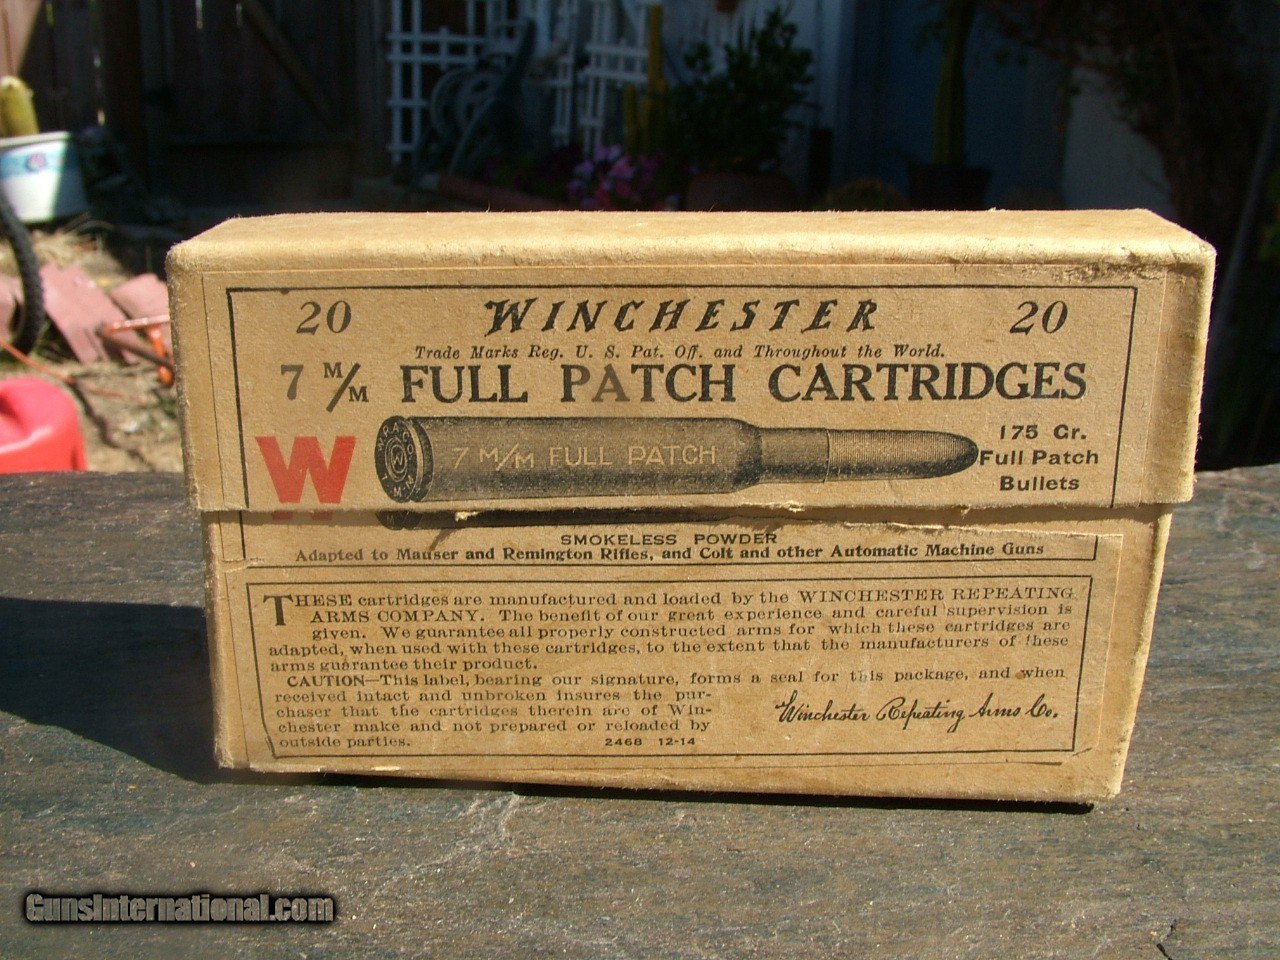 20 WINCHESTER 20
Trade Marks Reg. U. S. Pat. Off. and Throughout the World.
7 M/M FULL PATCH CARTRIDGES
W
W.R.A.CO.
W
7 M/M
7 M/M FULL PATCH
175 Gr.
Full Patch
Bullets
SMOKELESS POWDER
Adapted to Mauser and Remington Rifles, and Colt and other Automatic Machine Guns
THESE cartridges are manufactured and loaded by the WINCHESTER REPEATING
ARMS COMPANY. The benefit of our great experience and careful supervision is
given. We guarantee all properly constructed arms for which these cartridges are
adapted, when used with these cartridges, to the extent that the manufacturers of these
arms guarantee their product.
CAUTION—This label, bearing our signature, forms a seal for this package, and when
received intact and unbroken insures the pur-
chaser that the cartridges therein are of Win-
chester make and not prepared or reloaded by
outside parties.
2468 12-14
Winchester Repeating Arms Co.
GunsInternational.com